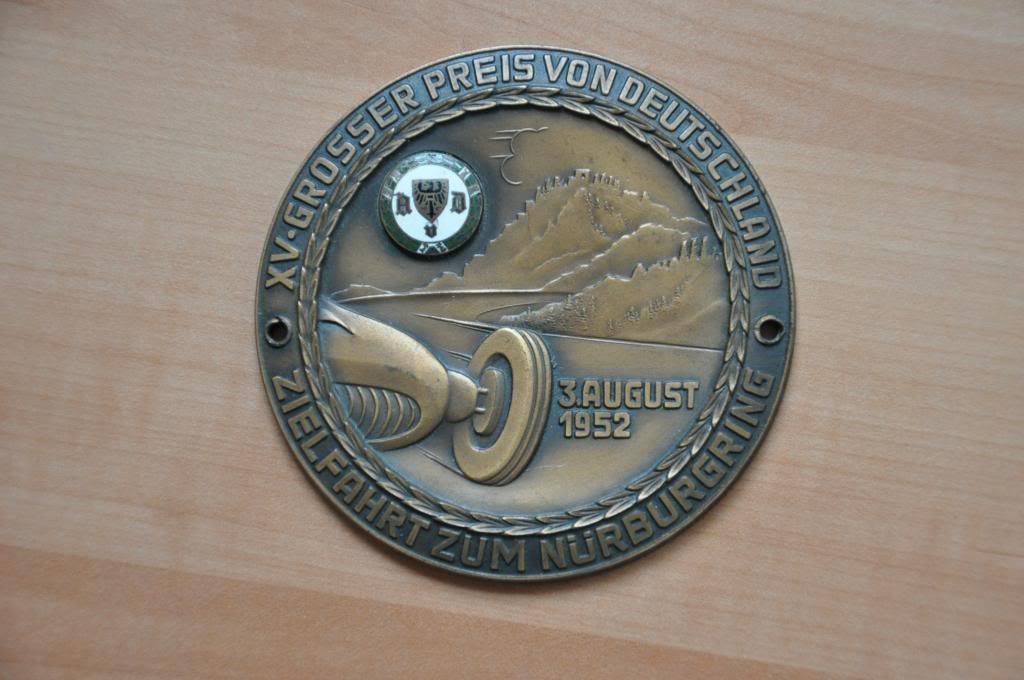 XV·GROSSER PREIS VON DEUTSCHLAND
A D
v
3.AUGUST
1952
ZIELFAHRT ZUM NÜRBURGRING